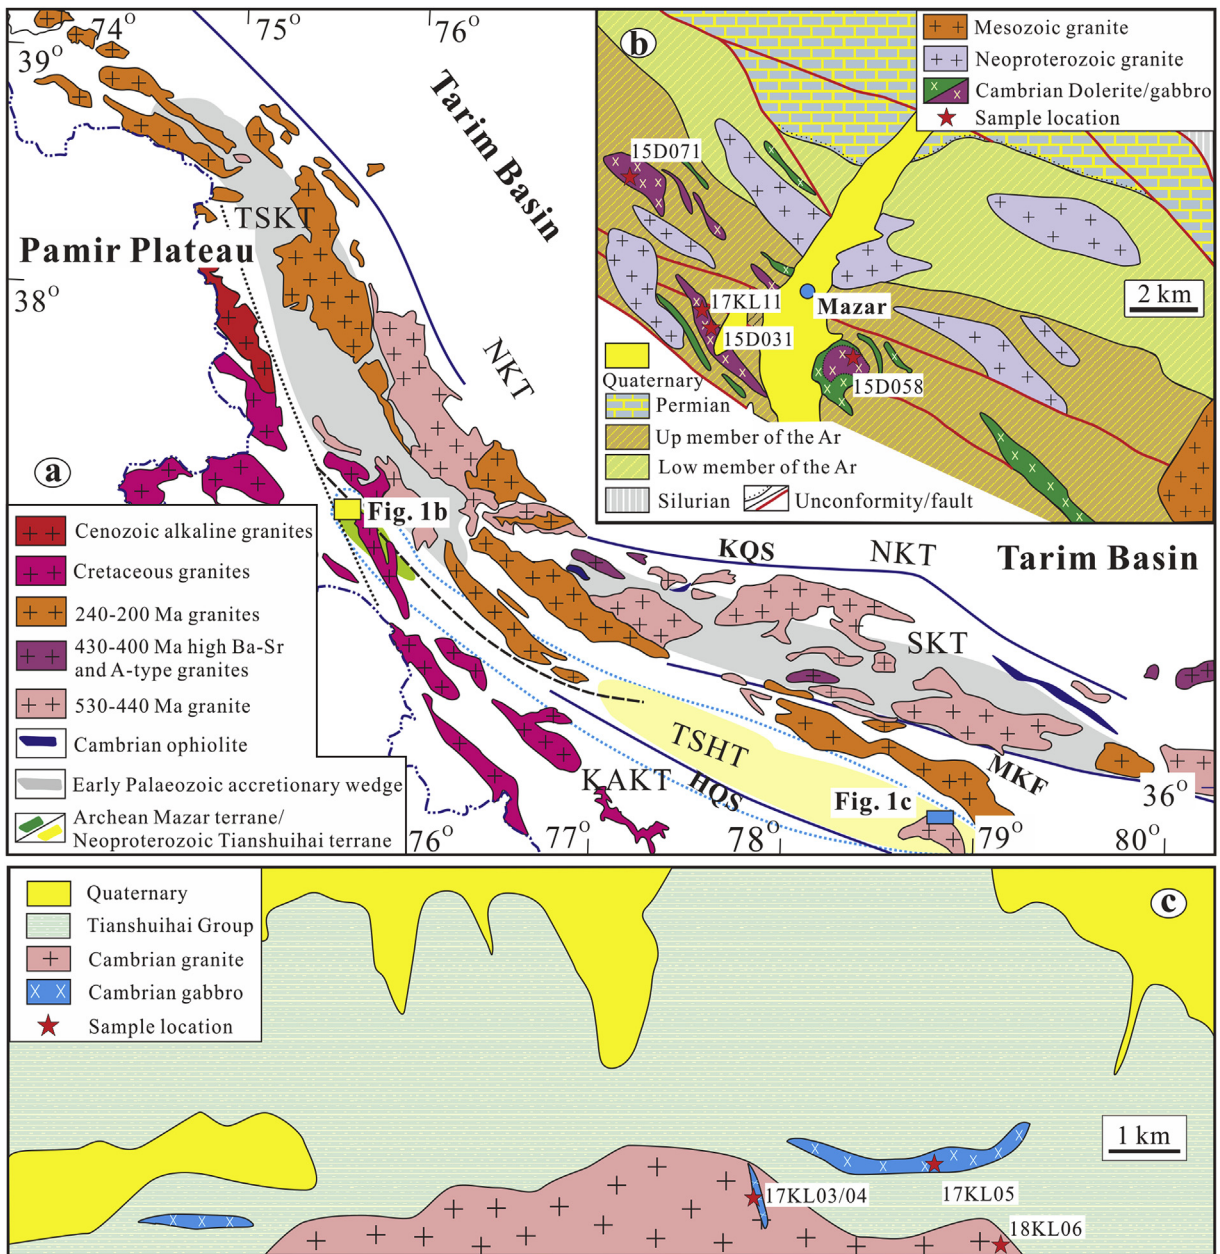 74°
75°
76°
39°
38°
Tarim Basin
TSKT
Pamir Plateau
NKT
a
Fig. 1b
Cenozoic alkaline granites
Cretaceous granites
240-200 Ma granites
430-400 Ma high Ba-Sr
and A-type granites
530-440 Ma granite
Cambrian ophiolite
Early Palaeozoic accretionary wedge
Archean Mazar terrane/
Neoproterozoic Tianshuihai terrane
KQS
NKT
Tarim Basin
SKT
TSHT
MKF
HQS
KAKT
Fig. 1c
36°
76°
77°
78°
79°
80°
b
Mesozoic granite
Neoproterozoic granite
Cambrian Dolerite/gabbro
Sample location
15D071
17KL11
Mazar
15D031
15D058
2 km
Quaternary
Permian
Up member of the Ar
Low member of the Ar
Silurian
Unconformity/fault
c
Quaternary
Tianshuihai Group
Cambrian granite
Cambrian gabbro
Sample location
1 km
17KL03/04
17KL05
18KL06